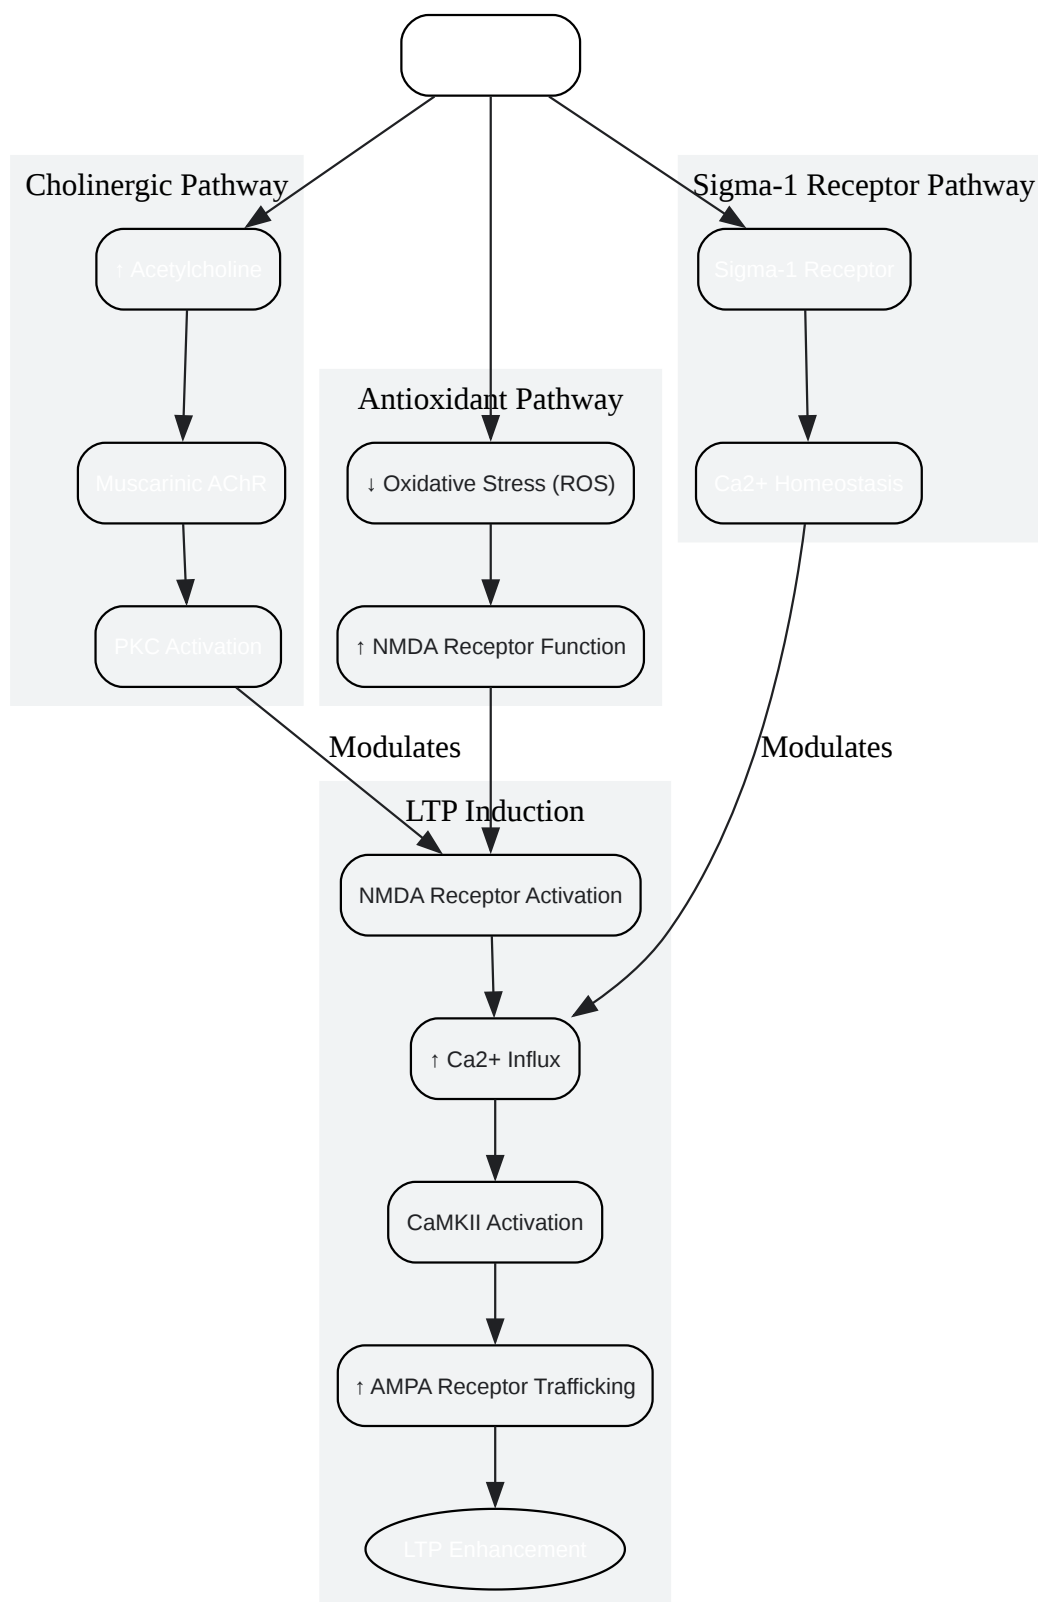 Cholinergic Pathway
Sigma-1 Receptor Pathway
↑ Acetylcholine
Sigma-1 Receptor
Antioxidant Pathway
Muscarinic AChR
↓ Oxidative Stress (ROS)
Ca2+ Homeostasis
PKC Activation
↑ NMDA Receptor Function
Modulates
Modulates
LTP Induction
NMDA Receptor Activation
↑ Ca2+ Influx
CaMKII Activation
↑ AMPA Receptor Trafficking
LTP Enhancement